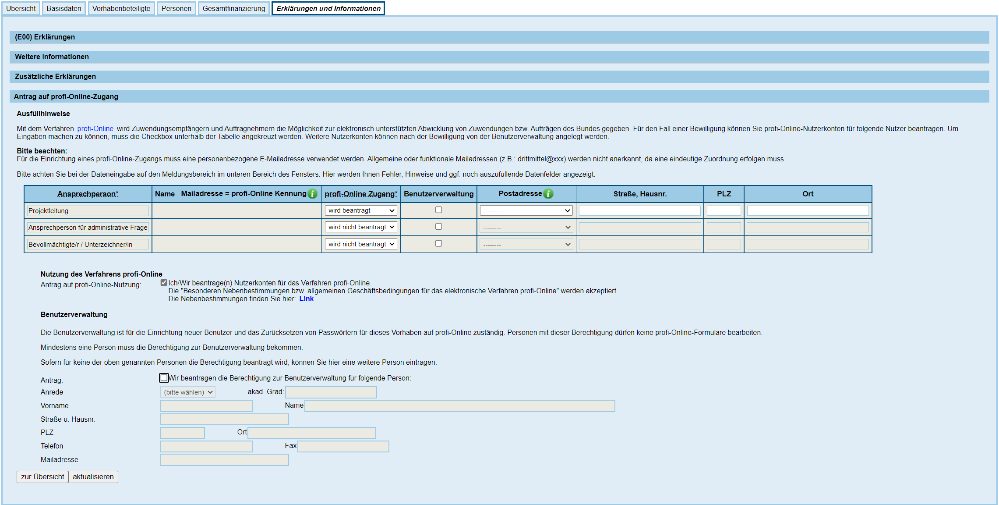 Übersicht Basisdaten Vorhabenbeteiligte Personen Gesamtfinanzierung Erklärungen und Informationen
(E00) Erklärungen
Weitere Informationen
Zusätzliche Erklärungen
Antrag auf profi-Online-Zugang
Ausfüllhinweise
Mit dem Verfahren profi-Online wird Zuwendungsempfängern und Auftragnehmern die Möglichkeit zur elektronisch unterstützten Abwicklung von Zuwendungen bzw. Aufträgen des Bundes gegeben. Für den Fall einer Bewilligung können Sie profi-Online-Nutzerkonten für folgende Nutzer beantragen. Um
Eingaben machen zu können, muss die Checkbox unterhalb der Tabelle angekreuzt werden. Weitere Nutzerkonten können nach der Bewilligung von der Benutzerverwaltung angelegt werden.
Bitte beachten:
Für die Einrichtung eines profi-Online-Zugangs muss eine personenbezogene E-Mailadresse verwendet werden. Allgemeine oder funktionale Mailadressen (z.B.: drittmittel@xxx) werden nicht anerkannt, da eine eindeutige Zuordnung erfolgen muss.
Bitte achten Sie bei der Dateneingabe auf den Meldungsbereich im unteren Bereich des Fensters. Hier werden Ihnen Fehler, Hinweise und ggf. noch auszufüllende Datenfelder angezeigt.
Ansprechperson* Name Mailadresse = profi-Online Kennung i profi-Online Zugang* Benutzerverwaltung Postadresse i Straße, Hausnr. PLZ Ort
Projektleitung wird beantragt --------
Ansprechperson für administrative Frage wird nicht beantragt --------
Bevollmächtigte/r / Unterzeichner/in wird nicht beantragt --------
Nutzung des Verfahrens profi-Online
Antrag auf profi-Online-Nutzung: Ich/Wir beantrage(n) Nutzerkonten für das Verfahren profi-Online.
Die "Besonderen Nebenbestimmungen bzw. allgemeinen Geschäftsbedingungen für das elektronische Verfahren profi-Online" werden akzeptiert.
Die Nebenbestimmungen finden Sie hier: Link
Benutzerverwaltung
Die Benutzerverwaltung ist für die Einrichtung neuer Benutzer und das Zurücksetzen von Passwörtern für dieses Vorhaben auf profi-Online zuständig. Personen mit dieser Berechtigung dürfen keine profi-Online-Formulare bearbeiten.
Mindestens eine Person muss die Berechtigung zur Benutzerverwaltung bekommen.
Sofern für keine der oben genannten Personen die Berechtigung beantragt wird, können Sie hier eine weitere Person eintragen.
Antrag: Wir beantragen die Berechtigung zur Benutzerverwaltung für folgende Person:
Anrede (bitte wählen) akad. Grad:
Vorname Name
Straße u. Hausnr.
PLZ Ort
Telefon Fax
Mailadresse
zur Übersicht aktualisieren